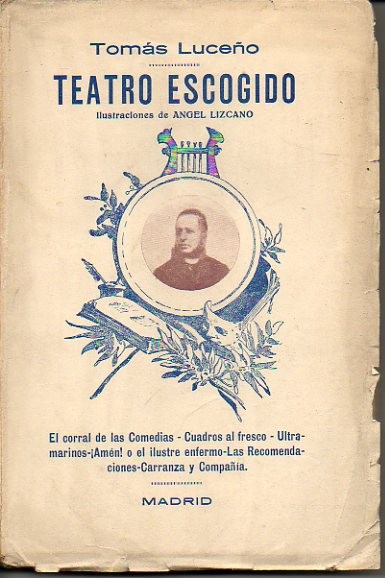 Tomás Luceño
TEATRO ESCOGIDO
Ilustraciones de ANGEL LIZCANO
El corral de las Comedias - Cuadros al fresco - Ultra-
marinos-¡Amén! o el ilustre enfermo-Las Recomenda-
ciones-Carranza y Compañía.
MADRID